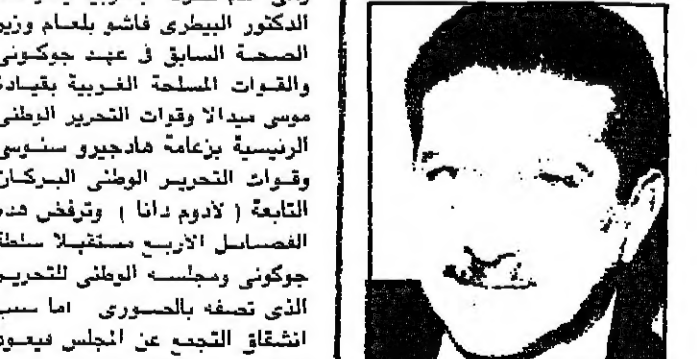 الدكتور البيطرى فاشو بلعام وزير
الصحة السابق في عهد جوكونى
والقوات المسلحة الغربية بقيادة
موسى ميدالا وقوات التحرير الوطنى
الرئيسية بزعامة هادجيرو سنوسى
وقوات التحرير الوطنى البركان
التابعة ( لادوم دانا ) وترفض هذه
الفصائل الأربع مستقبلا سلطة
جوكونى ومجلسه الوطنى للتحرير
الذى تصفه بالصورى اما سبب
انشقاق التجمع عن المجلس فيعود